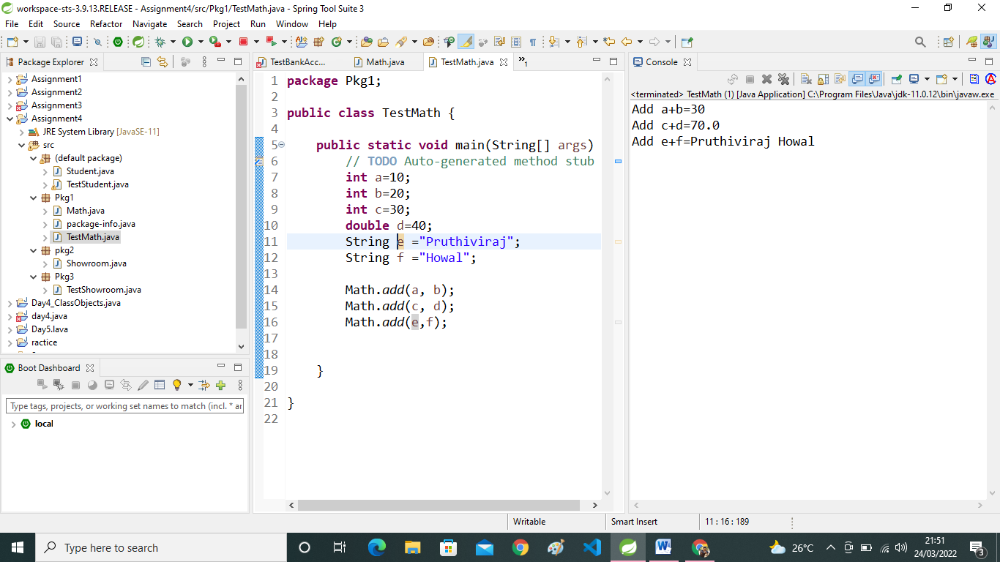 workspace-sts-3.9.13.RELEASE - Assignment4/src/Pkg1/TestMath.java - Spring Tool Suite 3
File Edit Source Refactor Navigate Search Project Run Window Help
Package Explorer
Assignment1
Assignment2
Assignment3
Assignment4
JRE System Library [JavaSE-11]
src
(default package)
Student.java
TestStudent.java
Pkg1
Math.java
package-info.java
TestMath.java
pkg2
Showroom.java
Pkg3
TestShowroom.java
Day4_ClassObjects.java
day4.java
Day5.lava
ractice
Boot Dashboard
Type tags, projects, or working set names to match (incl. * ar
local
TestBankAcc... Math.java TestMath.java »1
1 package Pkg1;
2
3 public class TestMath {
4
5 public static void main(String[] args)
6 // TODO Auto-generated method stub
7 int a=10;
8 int b=20;
9 int c=30;
10 double d=40;
11 String e ="Pruthiviraj";
12 String f ="Howal";
13
14 Math.add(a, b);
15 Math.add(c, d);
16 Math.add(e,f);
17
18
19 }
20
21 }
22
Console
<terminated> TestMath (1) [Java Application] C:\Program Files\Java\jdk-11.0.12\bin\javaw.exe
Add a+b=30
Add c+d=70.0
Add e+f=Pruthiviraj Howal
Writable Smart Insert 11 : 16 : 189
Type here to search
26°C
21:51
24/03/2022
3